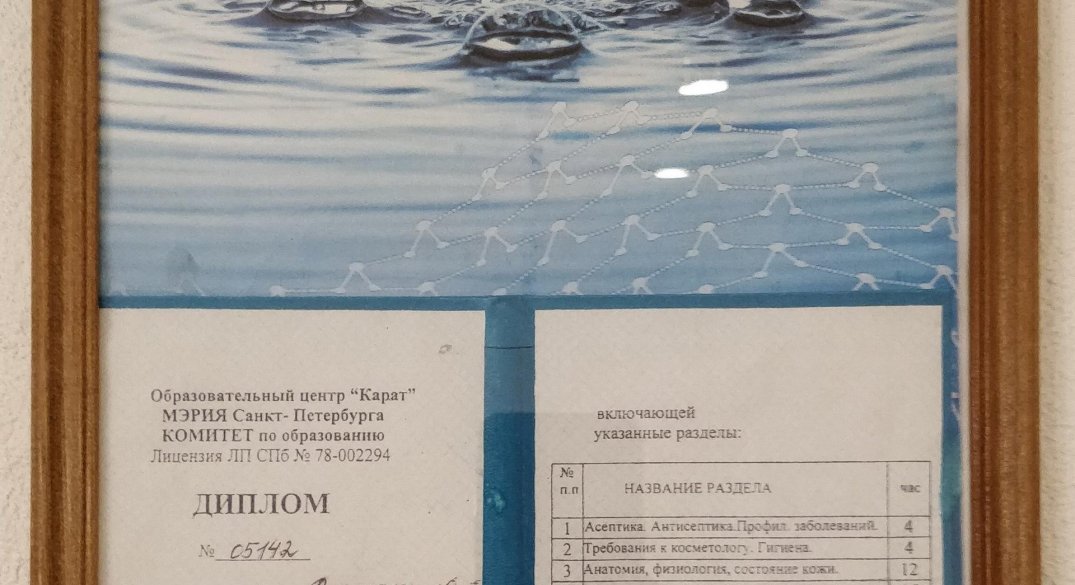 Образовательный центр “Карат”
МЭРИЯ Санкт- Петербурга
КОМИТЕТ по образованию
Лицензия ЛП СПб № 78-002294
ДИПЛОМ
№ 05142
включающей
указанные разделы:
№ п.п НАЗВАНИЕ РАЗДЕЛА час
1 Асептика. Антисептика.Профил. заболеваний. 4
2 Требования к косметологу. Гигиена. 4
3 Анатомия, физиология, состояние кожи. 12